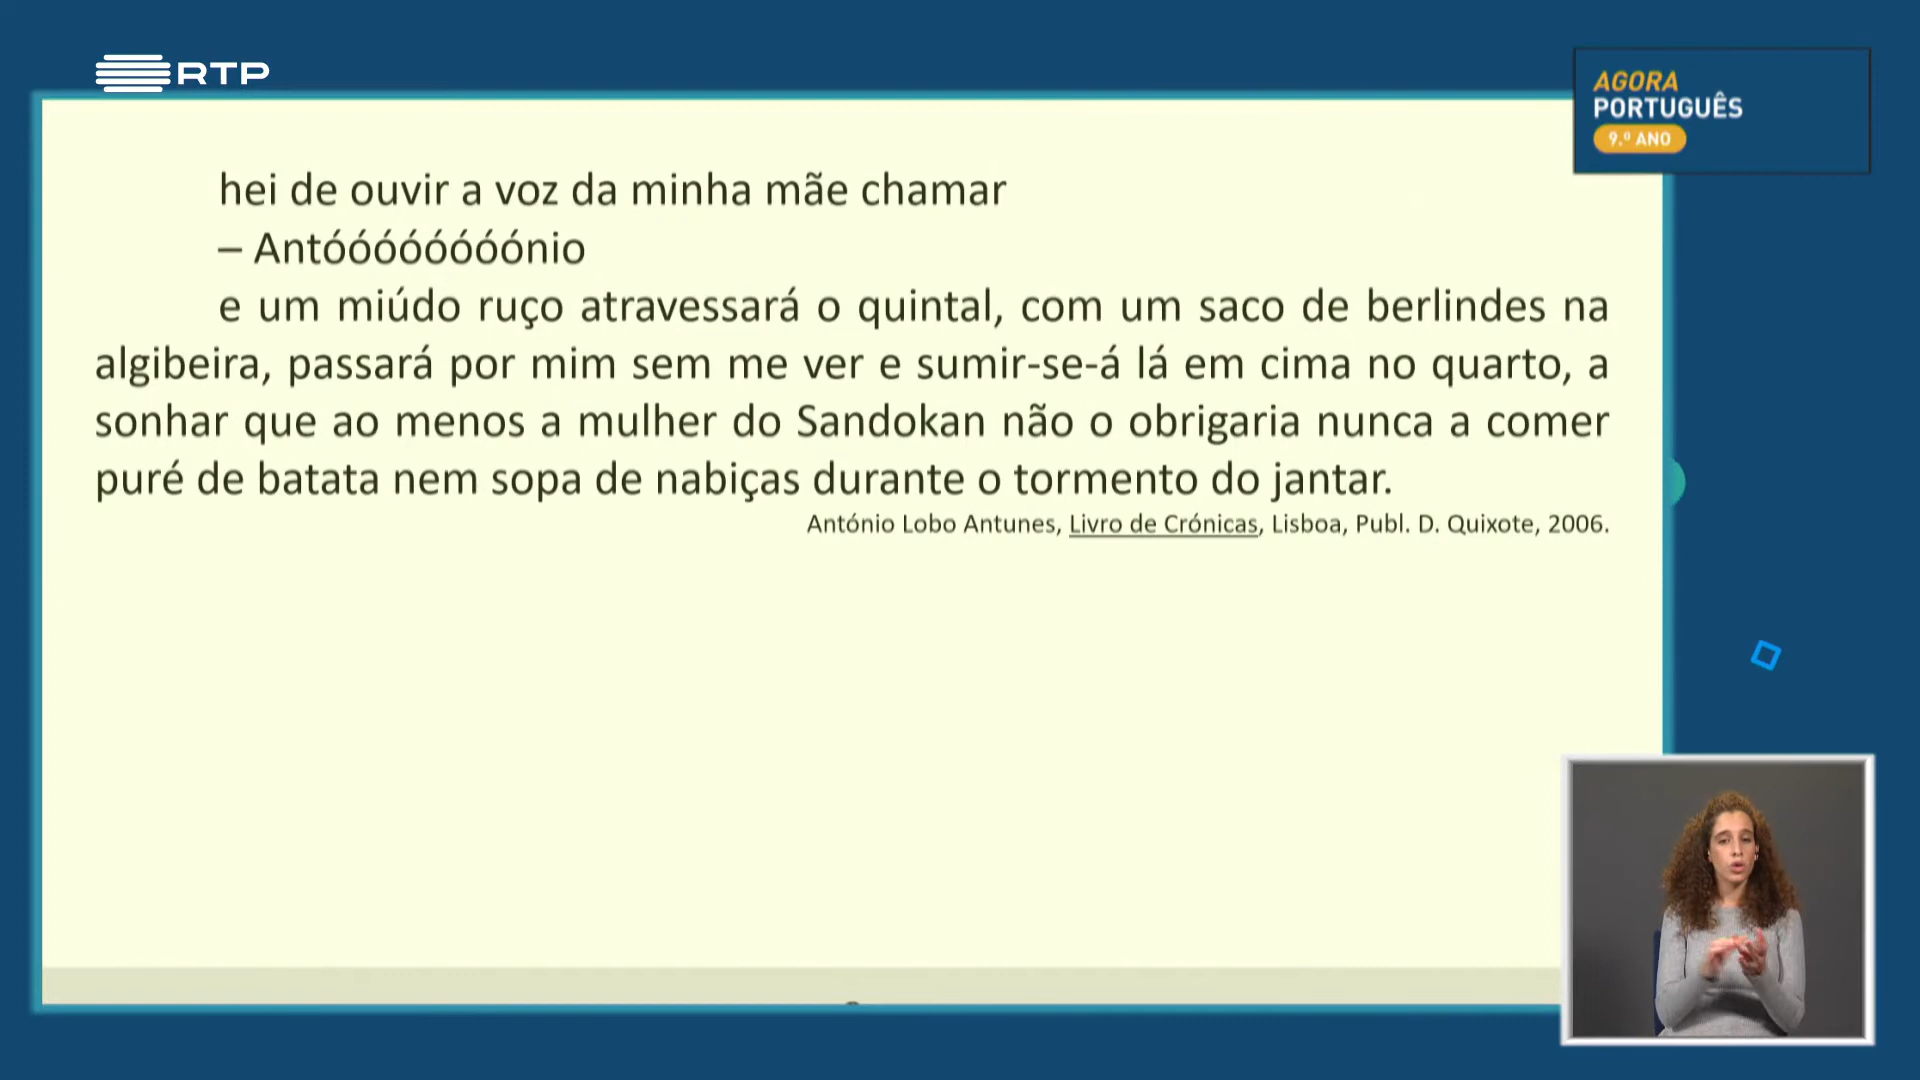 RTP
AGORA
PORTUGUÊS
9.º ANO
hei de ouvir a voz da minha mãe chamar
– Antóóóóóóóónio
e um miúdo ruço atravessará o quintal, com um saco de berlindes na
algibeira, passará por mim sem me ver e sumir-se-á lá em cima no quarto, a
sonhar que ao menos a mulher do Sandokan não o obrigaria nunca a comer
puré de batata nem sopa de nabiças durante o tormento do jantar.
António Lobo Antunes, Livro de Crónicas, Lisboa, Publ. D. Quixote, 2006.